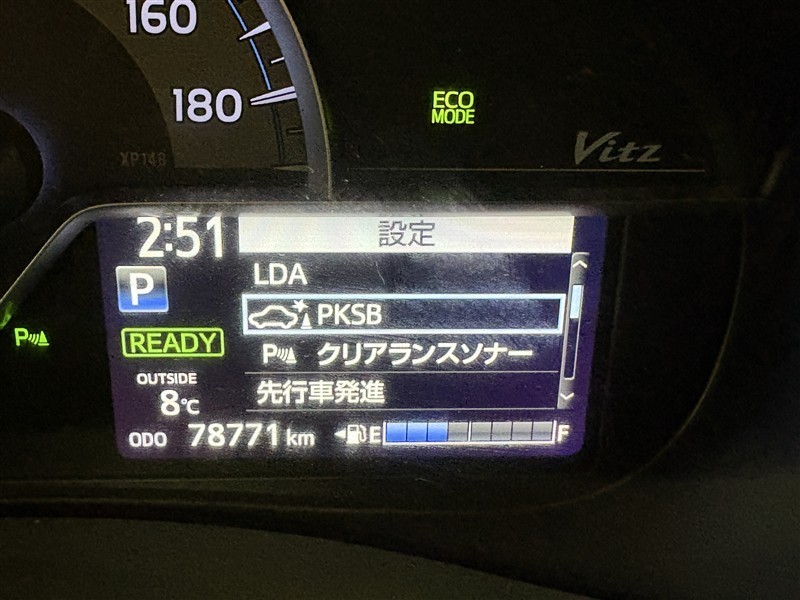 160
180
ECO
MODE
XP148
Vitz
2:51
設定
P
LDA
PKSB
P
READY
P クリアランスソナー
OUTSIDE
8℃
先行車発進
ODO 78771 km
E F